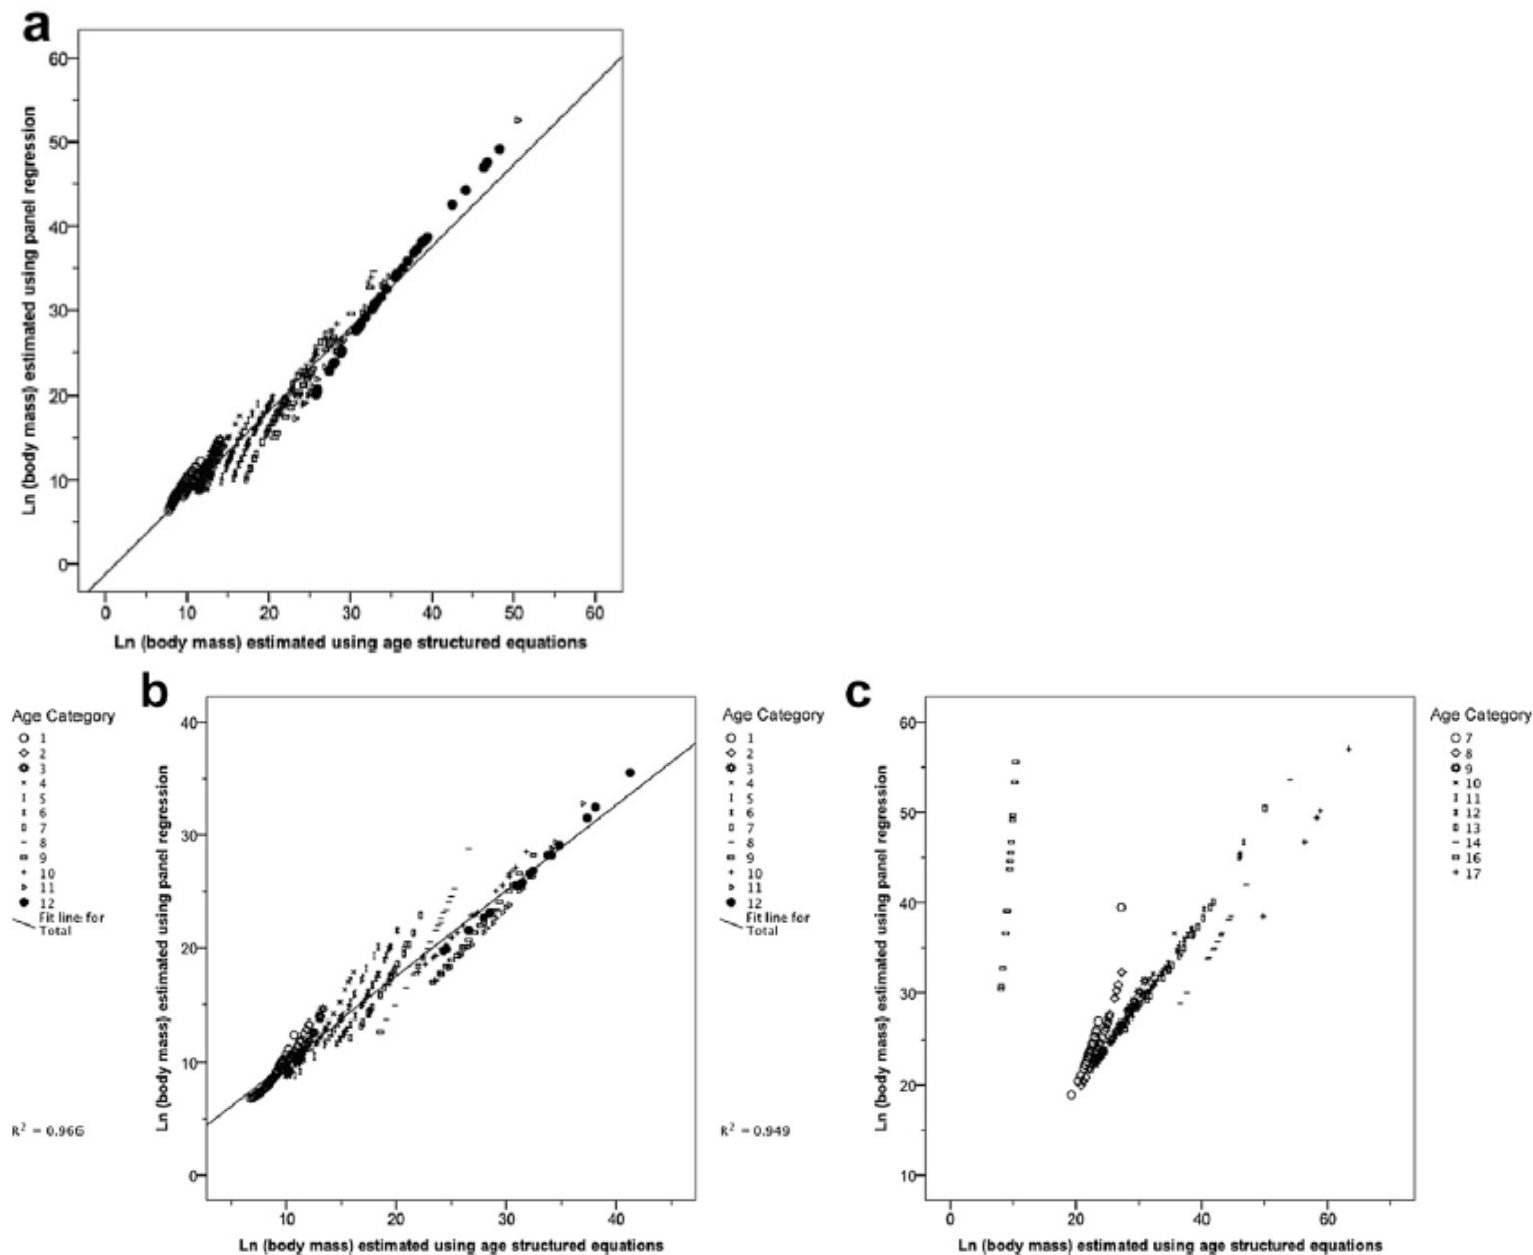 a
60
50
40
30
20
10
0
Ln (body mass) estimated using panel regression
0 10 20 30 40 50 60
Ln (body mass) estimated using age structured equations
Age Category
1
2
3
4
5
6
7
8
9
10
11
12
Fit line for
Total
R² = 0.966
b
40
30
20
10
0
Ln (body mass) estimated using panel regression
10 20 30 40
Ln (body mass) estimated using age structured equations
Age Category
1
2
3
4
5
6
7
8
9
10
11
12
Fit line for
Total
R² = 0.949
c
60
50
40
30
20
10
Ln (body mass) estimated using panel regression
0 20 40 60
Ln (body mass) estimated using age structured equations
Age Category
7
8
9
10
11
12
13
14
16
17